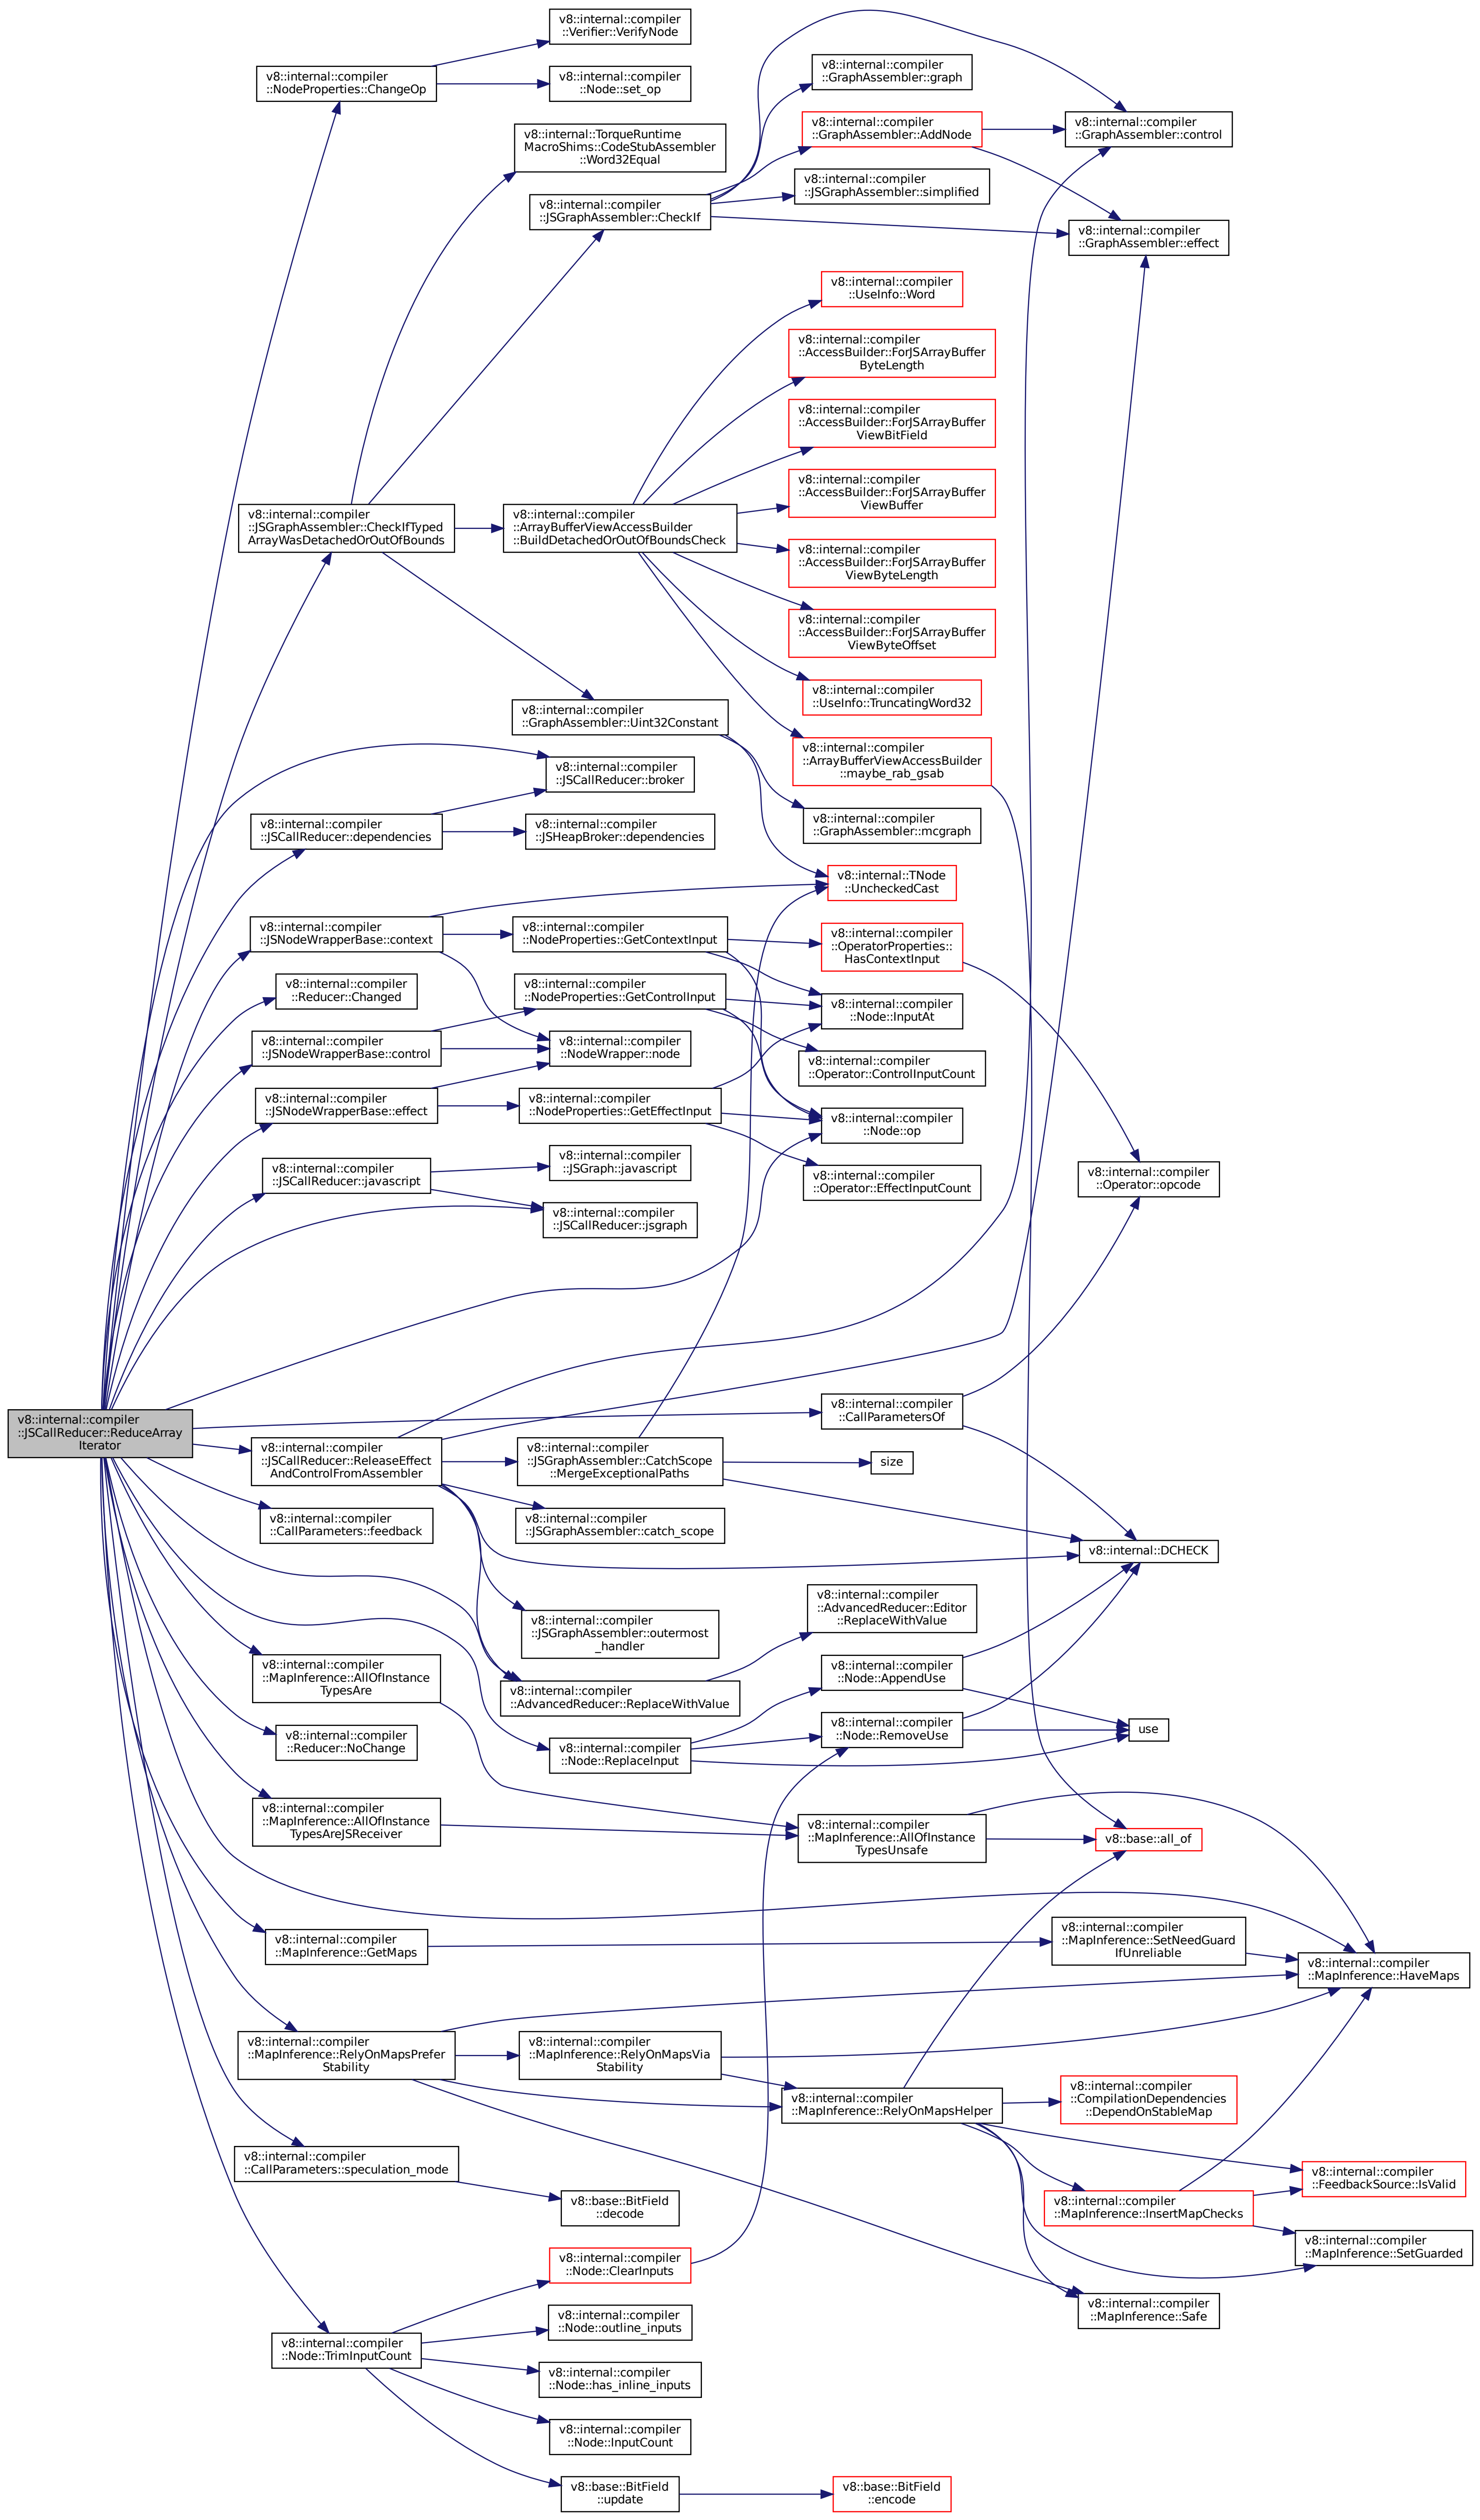 v8::internal::compiler
::Verifier::VerifyNode
v8::internal::compiler
::NodeProperties::ChangeOp
v8::internal::compiler
::Node::set_op
v8::internal::compiler
::GraphAssembler::graph
v8::internal::compiler
::GraphAssembler::AddNode
v8::internal::compiler
::GraphAssembler::control
v8::internal::TorqueRuntime
MacroShims::CodeStubAssembler
::Word32Equal
v8::internal::compiler
::JSGraphAssembler::simplified
v8::internal::compiler
::JSGraphAssembler::CheckIf
v8::internal::compiler
::GraphAssembler::effect
v8::internal::compiler
::UseInfo::Word
v8::internal::compiler
::AccessBuilder::ForJSArrayBuffer
ByteLength
v8::internal::compiler
::AccessBuilder::ForJSArrayBuffer
ViewBitField
v8::internal::compiler
::AccessBuilder::ForJSArrayBuffer
ViewBuffer
v8::internal::compiler
::JSGraphAssembler::CheckIfTyped
ArrayWasDetachedOrOutOfBounds
v8::internal::compiler
::ArrayBufferViewAccessBuilder
::BuildDetachedOrOutOfBoundsCheck
v8::internal::compiler
::AccessBuilder::ForJSArrayBuffer
ViewByteLength
v8::internal::compiler
::AccessBuilder::ForJSArrayBuffer
ViewByteOffset
v8::internal::compiler
::UseInfo::TruncatingWord32
v8::internal::compiler
::GraphAssembler::Uint32Constant
v8::internal::compiler
::ArrayBufferViewAccessBuilder
::maybe_rab_gsab
v8::internal::compiler
::JSCallReducer::broker
v8::internal::compiler
::GraphAssembler::mcgraph
v8::internal::compiler
::JSCallReducer::dependencies
v8::internal::compiler
::JSHeapBroker::dependencies
v8::internal::TNode
::UncheckedCast
v8::internal::compiler
::JSNodeWrapperBase::context
v8::internal::compiler
::NodeProperties::GetContextInput
v8::internal::compiler
::OperatorProperties::
HasContextInput
v8::internal::compiler
::Reducer::Changed
v8::internal::compiler
::NodeProperties::GetControlInput
v8::internal::compiler
::Node::InputAt
v8::internal::compiler
::JSNodeWrapperBase::control
v8::internal::compiler
::NodeWrapper::node
v8::internal::compiler
::Operator::ControlInputCount
v8::internal::compiler
::JSNodeWrapperBase::effect
v8::internal::compiler
::NodeProperties::GetEffectInput
v8::internal::compiler
::Node::op
v8::internal::compiler
::JSCallReducer::javascript
v8::internal::compiler
::JSGraph::javascript
v8::internal::compiler
::Operator::EffectInputCount
v8::internal::compiler
::Operator::opcode
v8::internal::compiler
::JSCallReducer::jsgraph
v8::internal::compiler
::JSCallReducer::ReduceArray
Iterator
v8::internal::compiler
::CallParametersOf
v8::internal::compiler
::JSCallReducer::ReleaseEffect
AndControlFromAssembler
v8::internal::compiler
::JSGraphAssembler::CatchScope
::MergeExceptionalPaths
size
v8::internal::compiler
::CallParameters::feedback
v8::internal::compiler
::JSGraphAssembler::catch_scope
v8::internal::DCHECK
v8::internal::compiler
::JSGraphAssembler::outermost
_handler
v8::internal::compiler
::AdvancedReducer::Editor
::ReplaceWithValue
v8::internal::compiler
::MapInference::AllOfInstance
TypesAre
v8::internal::compiler
::AdvancedReducer::ReplaceWithValue
v8::internal::compiler
::Node::AppendUse
v8::internal::compiler
::Reducer::NoChange
v8::internal::compiler
::Node::ReplaceInput
v8::internal::compiler
::Node::RemoveUse
use
v8::internal::compiler
::MapInference::AllOfInstance
TypesAreJSReceiver
v8::internal::compiler
::MapInference::AllOfInstance
TypesUnsafe
v8::base::all_of
v8::internal::compiler
::MapInference::GetMaps
v8::internal::compiler
::MapInference::SetNeedGuard
IfUnreliable
v8::internal::compiler
::MapInference::HaveMaps
v8::internal::compiler
::MapInference::RelyOnMapsPrefer
Stability
v8::internal::compiler
::MapInference::RelyOnMapsVia
Stability
v8::internal::compiler
::MapInference::RelyOnMapsHelper
v8::internal::compiler
::CompilationDependencies
::DependOnStableMap
v8::internal::compiler
::CallParameters::speculation_mode
v8::internal::compiler
::FeedbackSource::IsValid
v8::base::BitField
::decode
v8::internal::compiler
::MapInference::InsertMapChecks
v8::internal::compiler
::MapInference::SetGuarded
v8::internal::compiler
::Node::ClearInputs
v8::internal::compiler
::MapInference::Safe
v8::internal::compiler
::Node::TrimInputCount
v8::internal::compiler
::Node::outline_inputs
v8::internal::compiler
::Node::has_inline_inputs
v8::internal::compiler
::Node::InputCount
v8::base::BitField
::update
v8::base::BitField
::encode